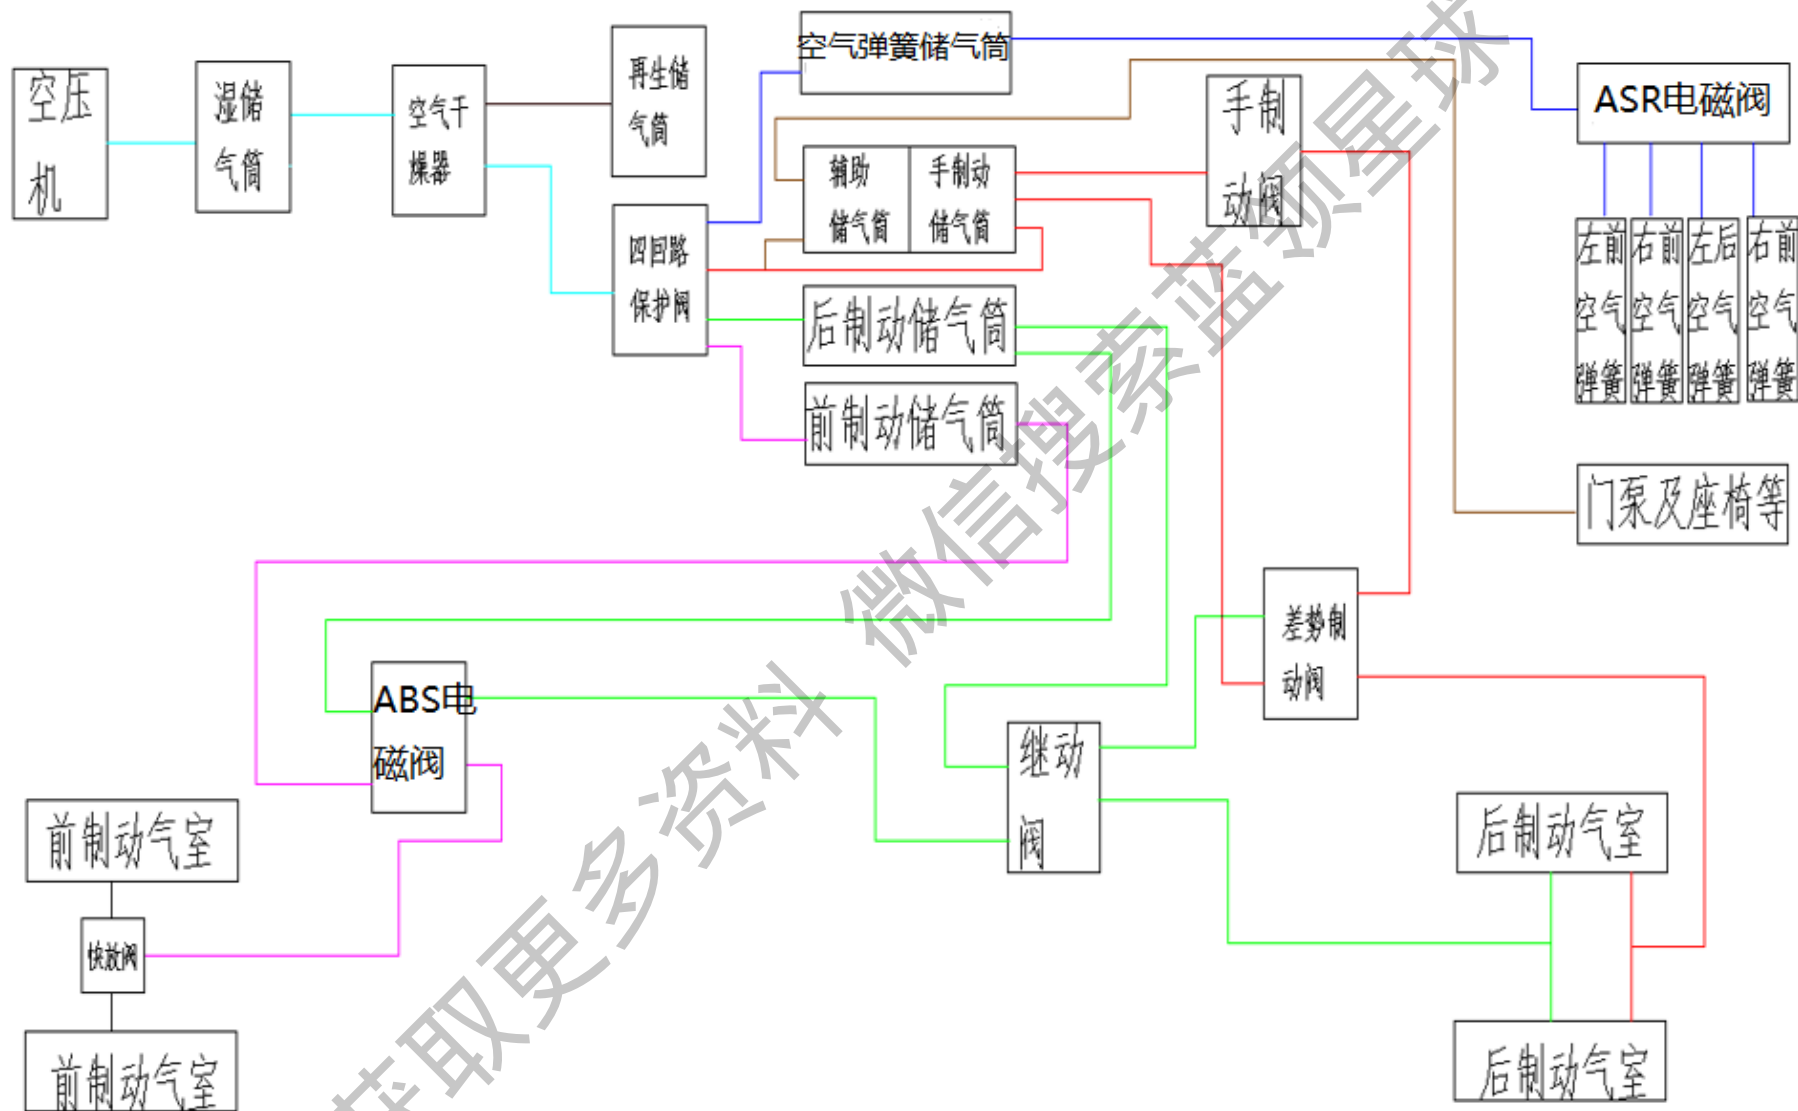 空压
机
湿储
气筒
空气干
燥器
再生储
气筒
四回路
保护阀
空气弹簧储气筒
辅助
储气筒
手制动
储气筒
后制动储气筒
前制动储气筒
手制
动阀
ASR电磁阀
左前
空气
弹簧
右前
空气
弹簧
左后
空气
弹簧
右前
空气
弹簧
门泵及座椅等
差势制
动阀
ABS电
磁阀
继动
阀
前制动气室
快放阀
前制动气室
后制动气室
后制动气室
获取更多资料 微信搜索蓝领星球